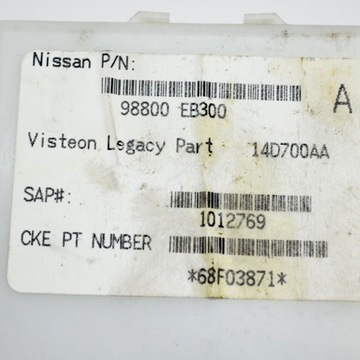 Nissan P/N:
A
98800 EB300
Visteon Legacy Part 14D700AA
SAP#:
1012769
CKE PT NUMBER
*68F03871*